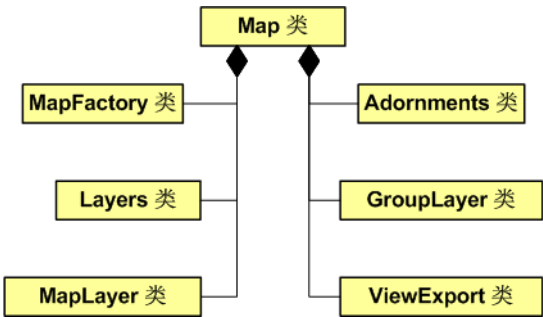 Map 类
MapFactory 类
Adornments 类
Layers 类
GroupLayer 类
MapLayer 类
ViewExport 类